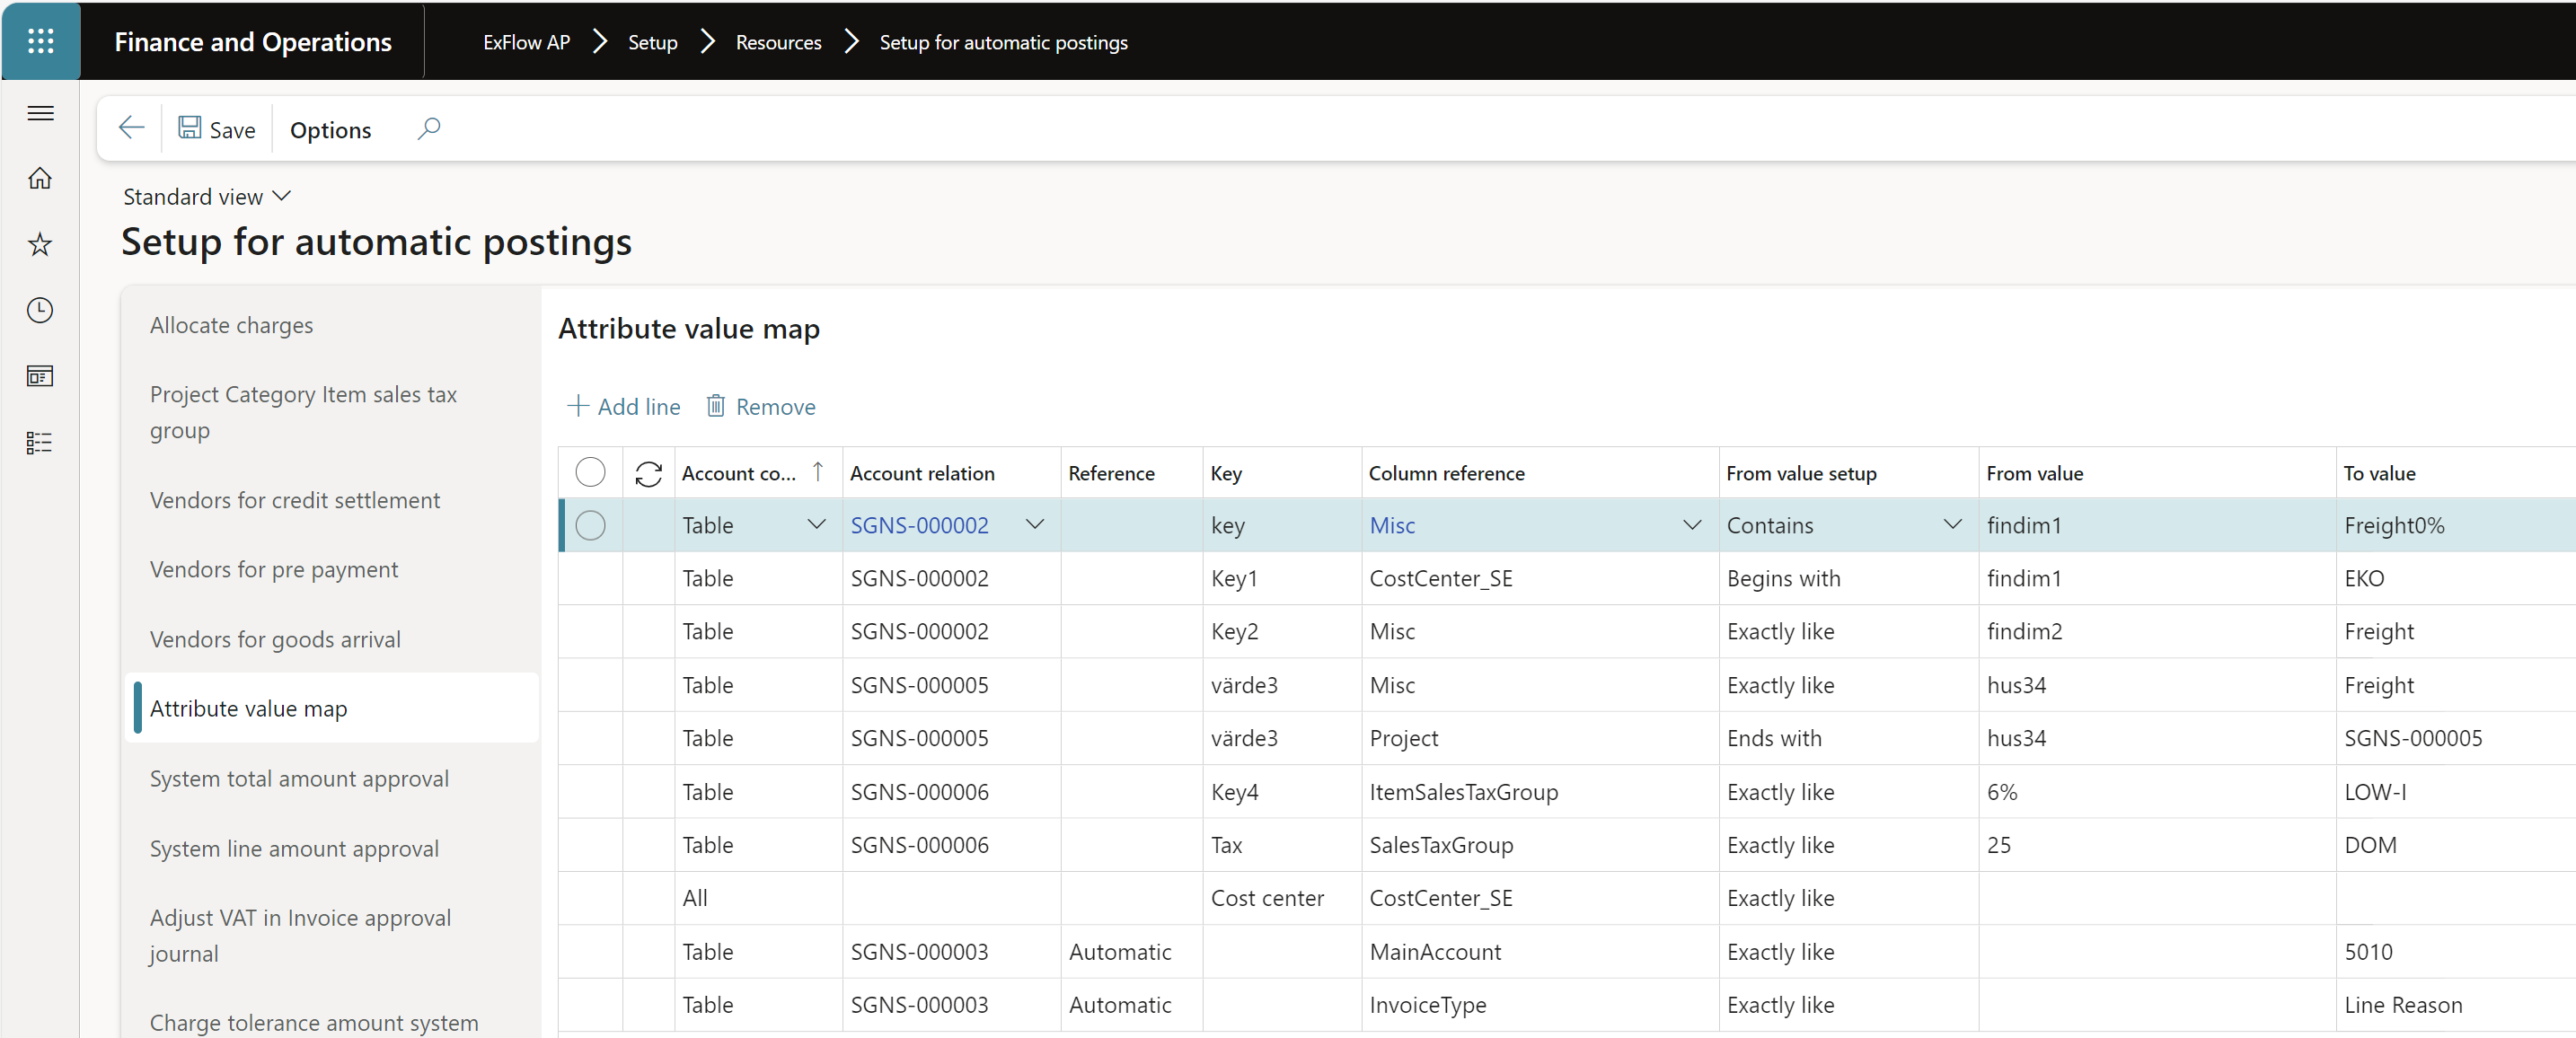 Finance and Operations
ExFlow AP > Setup > Resources > Setup for automatic postings
Save Options
Standard view
Setup for automatic postings
Allocate charges
Project Category Item sales tax
group
Vendors for credit settlement
Vendors for pre payment
Vendors for goods arrival
Attribute value map
System total amount approval
System line amount approval
Adjust VAT in Invoice approval
journal
Charge tolerance amount system
Attribute value map
Add line Remove
Account co... Account relation Reference Key Column reference From value setup From value To value
Table SGNS-000002 key Misc Contains findim1 Freight0%
Table SGNS-000002 Key1 CostCenter_SE Begins with findim1 EKO
Table SGNS-000002 Key2 Misc Exactly like findim2 Freight
Table SGNS-000005 värde3 Misc Exactly like hus34 Freight
Table SGNS-000005 värde3 Project Ends with hus34 SGNS-000005
Table SGNS-000006 Key4 ItemSalesTaxGroup Exactly like 6% LOW-I
Table SGNS-000006 Tax SalesTaxGroup Exactly like 25 DOM
All Cost center CostCenter_SE Exactly like
Table SGNS-000003 Automatic MainAccount Exactly like 5010
Table SGNS-000003 Automatic InvoiceType Exactly like Line Reason